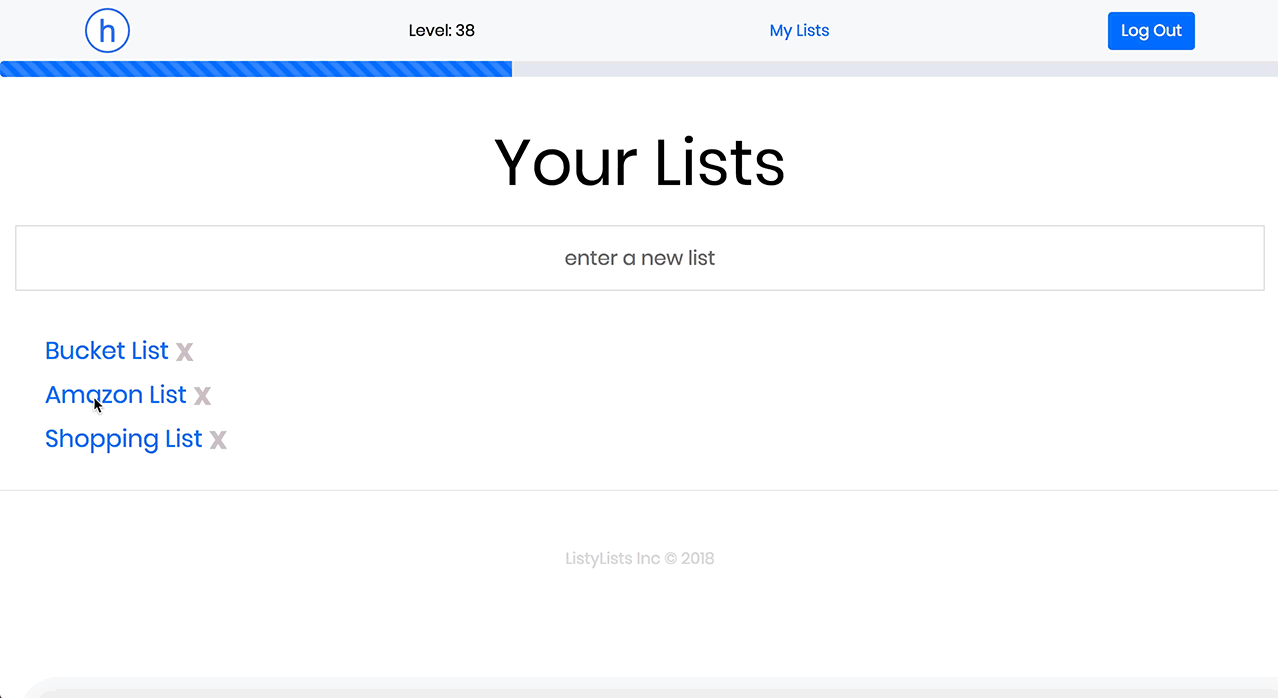 h
Level: 38
My Lists
Log Out
Your Lists
enter a new list
Bucket List x
Amazon List x
Shopping List x
ListyLists Inc © 2018